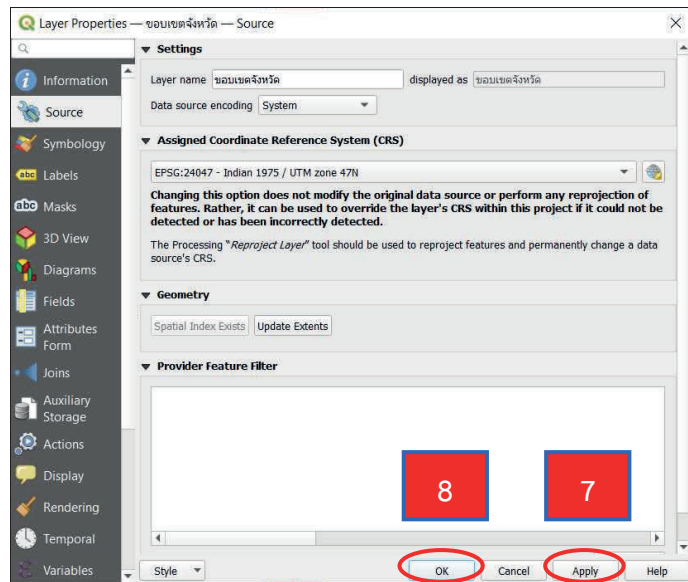 Layer Properties — ขอบเขตจังหวัด — Source
Information
Source
Symbology
abc Labels
abc Masks
3D View
Diagrams
Fields
Attributes
Form
Joins
Auxiliary
Storage
Actions
Display
Rendering
Temporal
Variables
Settings
Layer name ขอบเขตจังหวัด displayed as ขอบเขตจังหวัด
Data source encoding System
Assigned Coordinate Reference System (CRS)
EPSG:24047 - Indian 1975 / UTM zone 47N
Changing this option does not modify the original data source or perform any reprojection of
features. Rather, it can be used to override the layer's CRS within this project if it could not be
detected or has been incorrectly detected.
The Processing "Reproject Layer" tool should be used to reproject features and permanently change a data
source's CRS.
Geometry
Spatial Index Exists Update Extents
Provider Feature Filter
8 7
Style OK Cancel Apply Help